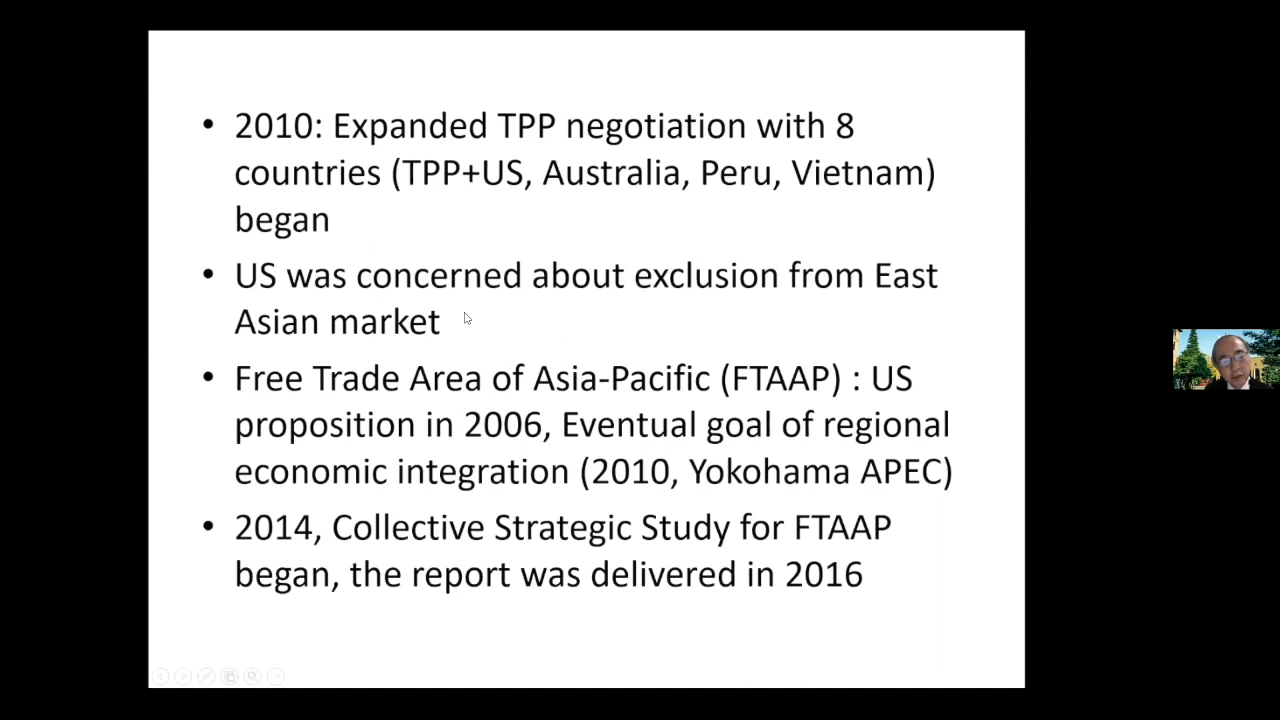 • 2010: Expanded TPP negotiation with 8
countries (TPP+US, Australia, Peru, Vietnam)
began
• US was concerned about exclusion from East
Asian market
• Free Trade Area of Asia-Pacific (FTAAP) : US
proposition in 2006, Eventual goal of regional
economic integration (2010, Yokohama APEC)
• 2014, Collective Strategic Study for FTAAP
began, the report was delivered in 2016